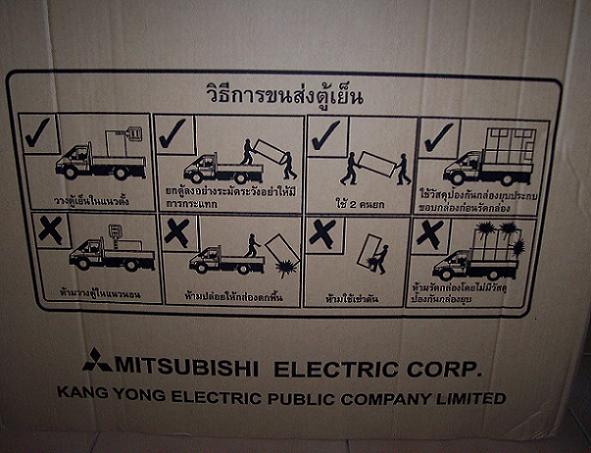 วิธีการขนส่งตู้เย็น
วางตู้เย็นในแนวตั้ง
ยกตู้ลงอย่างระมัดระวังอย่าให้มี
การกระแทก
ใช้ 2 คนยก
ใช้วัสดุป้องกันกล่องยุบประกบ
ขอบกล่องก่อนรัดกล่อง
ห้ามวางตู้ในแนวนอน
ห้ามปล่อยให้กล่องตกพื้น
ห้ามใช้เข่าดัน
ห้ามรัดกล่องโดยไม่มีวัสดุ
ป้องกันกล่องยุบ
MITSUBISHI ELECTRIC CORP.
KANG YONG ELECTRIC PUBLIC COMPANY LIMITED